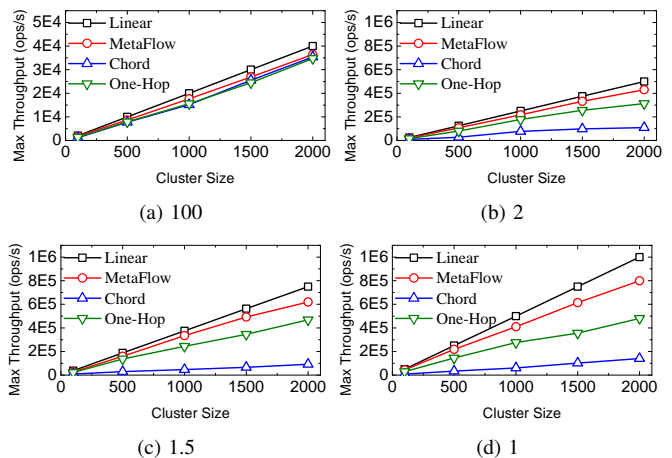 5E4
4E4
3E4
2E4
1E4
0
Max Throughput (ops/s)
Linear
MetaFlow
Chord
One-Hop
0 500 1000 1500 2000
Cluster Size
(a) 100
1E6
8E5
6E5
4E5
2E5
0
Max Throughput (ops/s)
Linear
MetaFlow
Chord
One-Hop
0 500 1000 1500 2000
Cluster Size
(b) 2
1E6
8E5
6E5
4E5
2E5
0
Max Throughput (ops/s)
Linear
MetaFlow
Chord
One-Hop
0 500 1000 1500 2000
Cluster Size
(c) 1.5
1E6
8E5
6E5
4E5
2E5
0
Max Throughput (ops/s)
Linear
MetaFlow
Chord
One-Hop
0 500 1000 1500 2000
Cluster Size
(d) 1